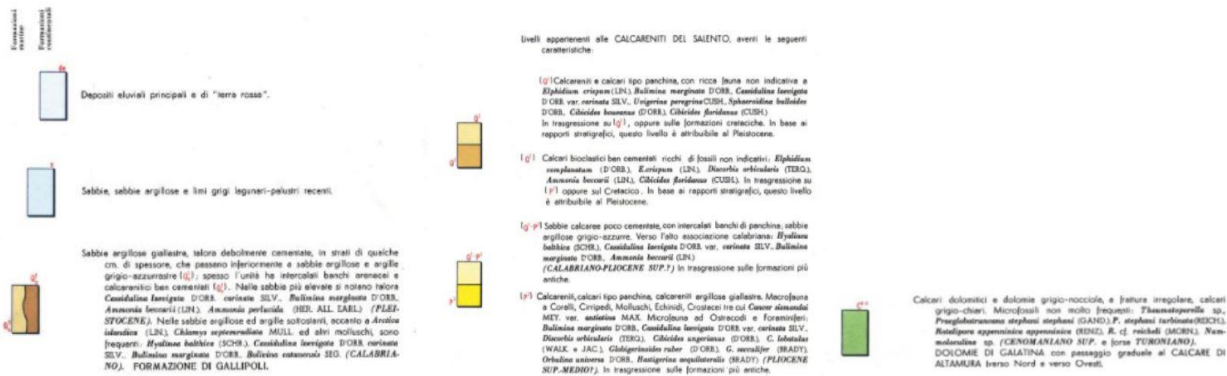 Formazioni marine
Formazioni continentali
de
Depositi eluviali principali e di "terra rossa".
s
Sabbie, sabbie argillose e limi grigi lagunari-palustri recenti.
Sabbie argillose giallastre, talora debolmente cementate, in strati di qualche
cm. di spessore, che passano inferiormente a sabbie argillose e argille
grigio-azzurrastre (q¹c); spesso l'unità ha intercalati banchi arenacei e
calcarenitici ben cementati (q¹s). Nelle sabbie più elevate si notano talora
Cassidulina laevigata D'ORB. carinata SILV., Bulimina marginata D'ORB.,
Ammonia beccarii (LIN.), Ammonia perlucida (HER. ALL. EARL.) (PLEI-
STOCENE). Nelle sabbie argillose ed argille sottostanti, accanto a Arctica
islandica (LIN.), Chlamys septemradiata MULL. ed altri molluschi, sono
frequenti: Hyalinea balthica (SCHR.), Cassidulina laevigata D'ORB. carinata
SILV., Bulimina marginata D'ORB., Bolivina catanensis SEG. (CALABRIA-
NO). FORMAZIONE DI GALLIPOLI.
Livelli appartenenti alle CALCARENITI DEL SALENTO, aventi le seguenti
caratteristiche:
Calcareniti e calcari tipo panchina, con ricca fauna non indicativa a
Elphidium crispum (LIN.), Bulimina marginata D'ORB., Cassidulina laevigata
D'ORB. var. carinata SILV., Uvigerina peregrina CUSH., Sphaeroidina bulloides
D'ORB., Cibicides boueanus (D'ORB.), Cibicides floridanus (CUSH.)
In trasgressione su (q¹), oppure sulle formazioni cretaciche. In base ai
rapporti stratigrafici, questo livello è attribuibile al Pleistocene.
(q¹) Calcari bioclastici ben cementati ricchi di fossili non indicativi: Elphidium
complanatum (D'ORB.), E.crispum (LIN.), Discorbis orbicularis (TERQ.),
Ammonia beccarii (LIN.), Cibicides floridanus (CUSH.). In trasgressione su
(p³) oppure sul Cretacico. In base ai rapporti stratigrafici, questo livello
è attribuibile al Pleistocene.
(q¹-p³) Sabbie calcaree poco cementate, con intercalati banchi di panchina, sabbie
argillose grigio-azzurre. Verso l'alto associazione calabriana: Hyalinea
balthica (SCHR.), Cassidulina laevigata D'ORB. var. carinata SILV., Bulimina
marginata D'ORB., Ammonia beccarii (LIN.)
(CALABRIANO-PLIOCENE SUP.?) In trasgressione sulle formazioni più
antiche.
q¹-p³
p³
(p³) Calcareniti, calcari tipo panchina, calcareniti argillose giallastre. Macrofauna
a Coralli, Cirripedi, Molluschi, Echinidi, Crostacei tra cui Cancer sismondai
MEY. var. antiatina MAX. Microfauna ad Ostracodi e Foraminiferi:
Bulimina marginata D'ORB., Cassidulina laevigata D'ORB. var. carinata SILV.,
Discorbis orbicularis (TERQ.), Cibicides ungerianus (D'ORB.), C. lobatulus
(WALK. e JAC.), Globigerinoides ruber (D'ORB.), G. sacculifer (BRADY),
Orbulina universa D'ORB., Hastigerina aequilateralis (BRADY) (PLIOCENE
SUP.-MEDIO?). In trasgressione sulle formazioni più antiche.
Calcari dolomitici e dolomie grigio-nocciola, a frattura irregolare, calcari
grigio-chiari. Microfossili non molto frequenti: Thaumatoporella sp.,
Praeglobotruncana stephani stephani (GAND.), P. stephani turbinata (REICH.),
Rotalipora appenninica appenninica (RENZ), R. cf. reicheli (MORN.), Num-
moloculina sp. (CENOMANIANO SUP. e forse TURONIANO).
DOLOMIE DI GALATINA con passaggio graduale al CALCARE DI
ALTAMURA (verso Nord e verso Ovest).